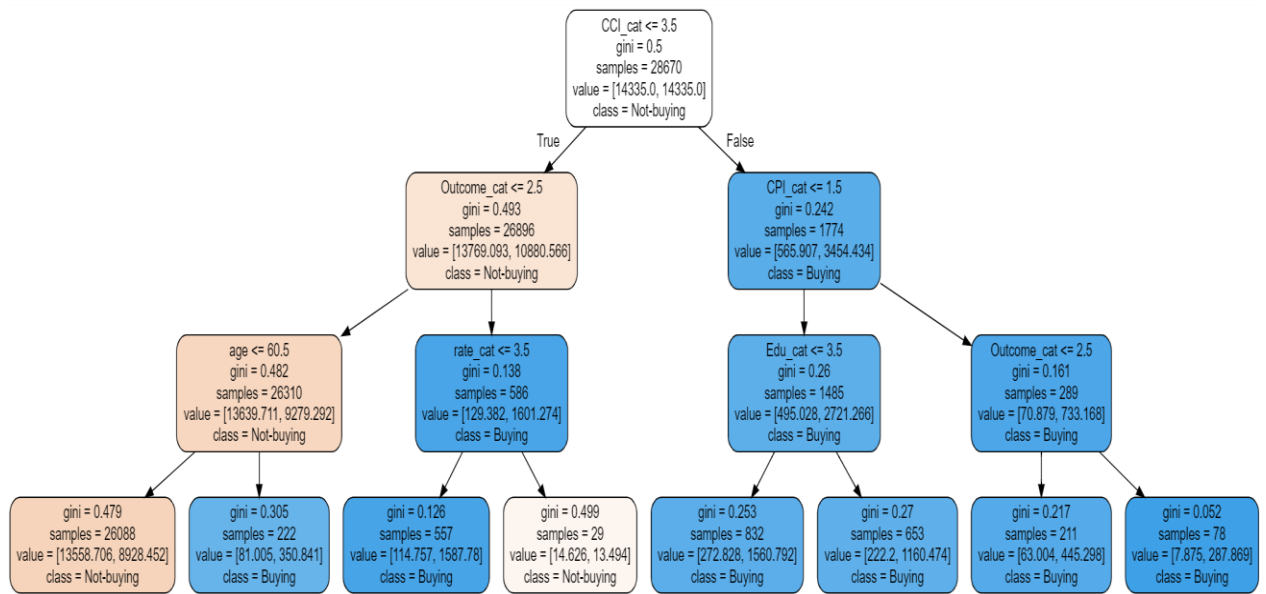 CCI_cat <= 3.5
gini = 0.5
samples = 28670
value = [14335.0, 14335.0]
class = Not-buying
True
False
Outcome_cat <= 2.5
gini = 0.493
samples = 26896
value = [13769.093, 10880.566]
class = Not-buying
CPI_cat <= 1.5
gini = 0.242
samples = 1774
value = [565.907, 3454.434]
class = Buying
age <= 60.5
gini = 0.482
samples = 26310
value = [13639.711, 9279.292]
class = Not-buying
rate_cat <= 3.5
gini = 0.138
samples = 586
value = [129.382, 1601.274]
class = Buying
Edu_cat <= 3.5
gini = 0.26
samples = 1485
value = [495.028, 2721.266]
class = Buying
Outcome_cat <= 2.5
gini = 0.161
samples = 289
value = [70.879, 733.168]
class = Buying
gini = 0.479
samples = 26088
value = [13558.706, 8928.452]
class = Not-buying
gini = 0.305
samples = 222
value = [81.005, 350.841]
class = Buying
gini = 0.126
samples = 557
value = [114.757, 1587.78]
class = Buying
gini = 0.499
samples = 29
value = [14.626, 13.494]
class = Not-buying
gini = 0.253
samples = 832
value = [272.828, 1560.792]
class = Buying
gini = 0.27
samples = 653
value = [222.2, 1160.474]
class = Buying
gini = 0.217
samples = 211
value = [63.004, 445.298]
class = Buying
gini = 0.052
samples = 78
value = [7.875, 287.869]
class = Buying